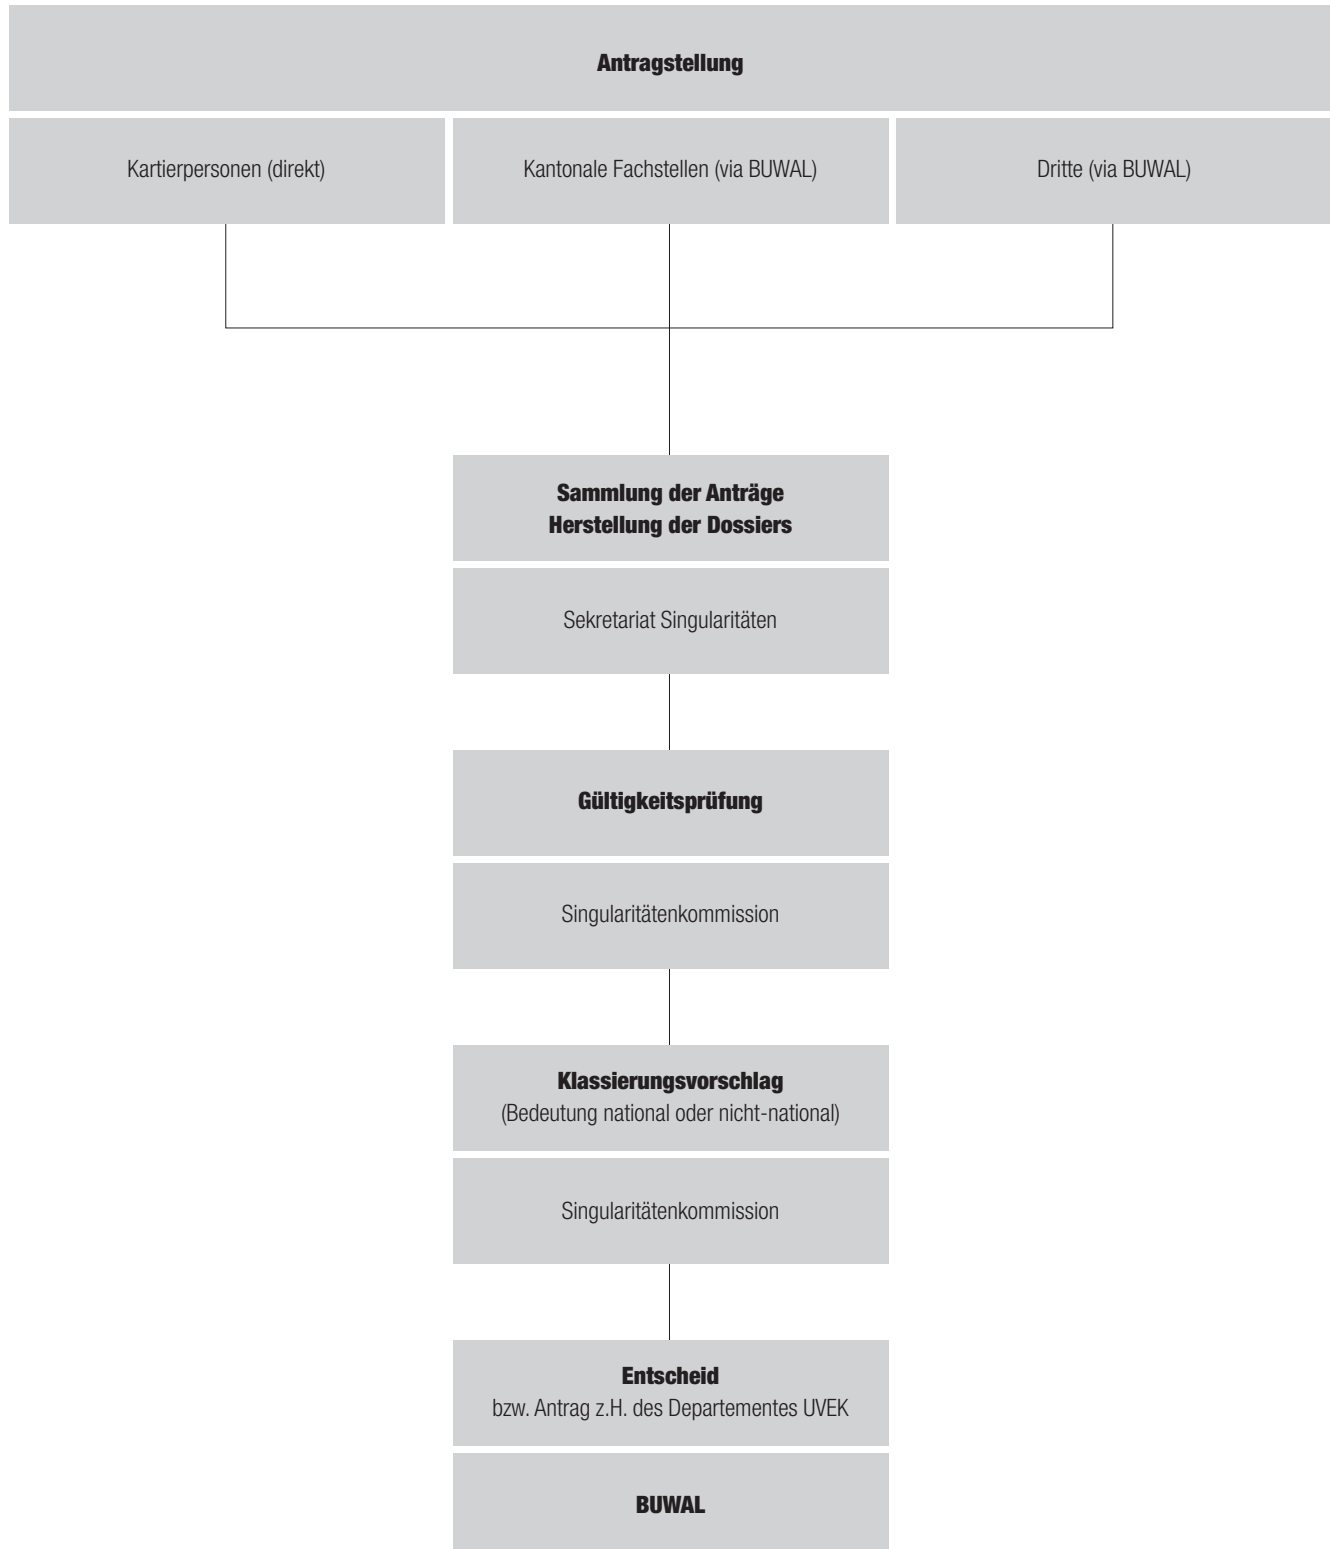 Antragstellung
Kartierpersonen (direkt)
Kantonale Fachstellen (via BUWAL)
Dritte (via BUWAL)
Sammlung der Anträge
Herstellung der Dossiers
Sekretariat Singularitäten
Gültigkeitsprüfung
Singularitätenkommission
Klassierungsvorschlag
(Bedeutung national oder nicht-national)
Singularitätenkommission
Entscheid
bzw. Antrag z.H. des Departementes UVEK
BUWAL